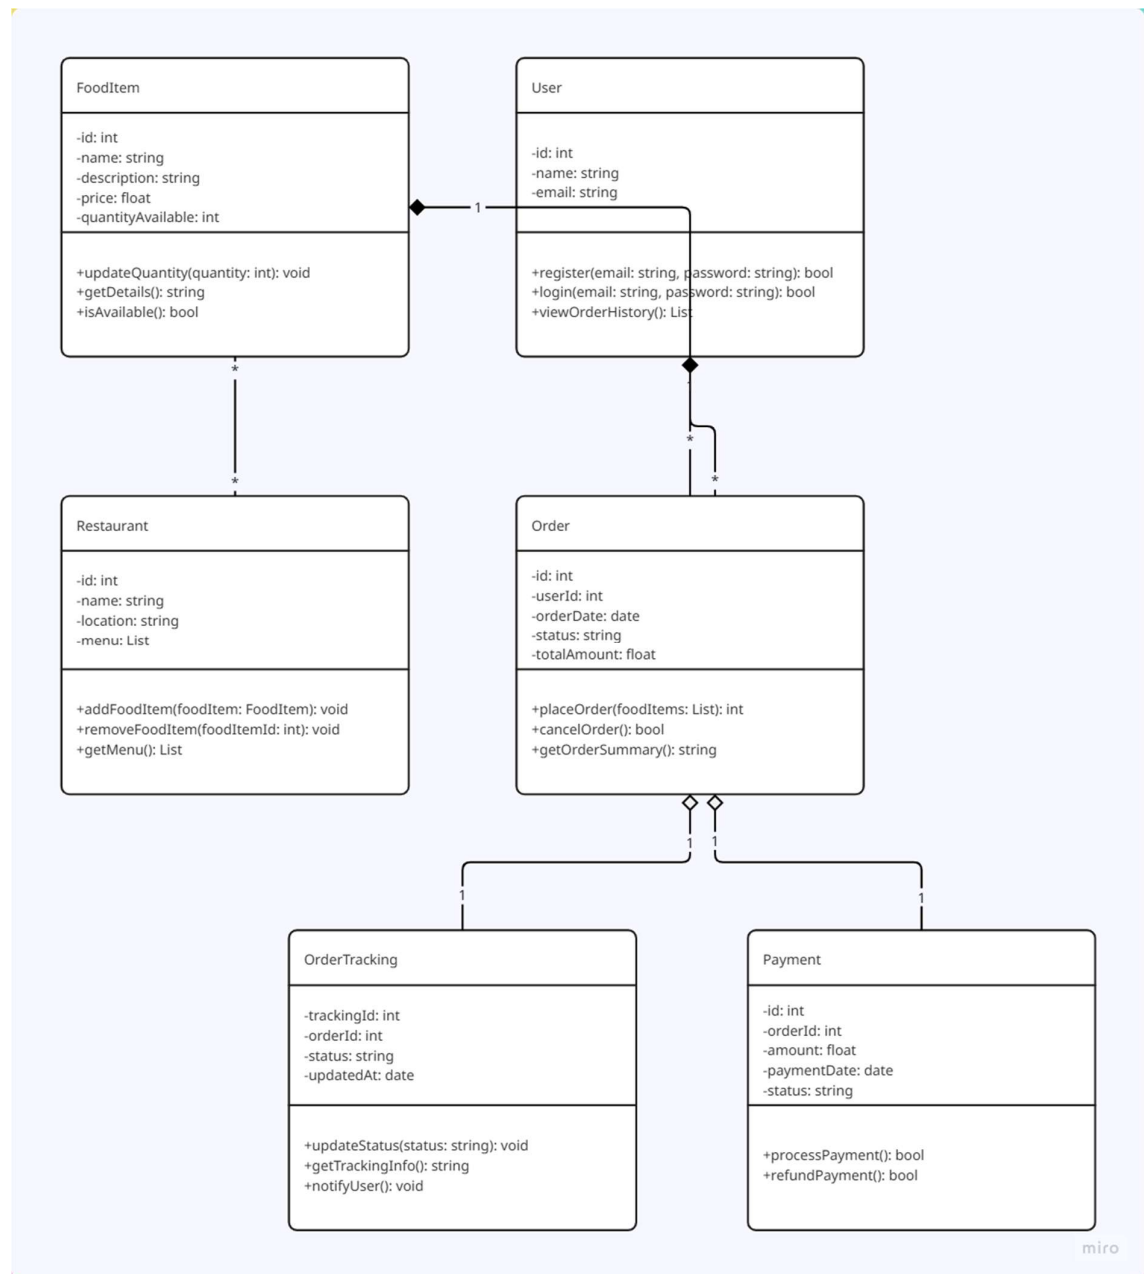 FoodItem
-id: int
-name: string
-description: string
-price: float
-quantityAvailable: int
+updateQuantity(quantity: int): void
+getDetails(): string
+isAvailable(): bool
User
-id: int
-name: string
-email: string
+register(email: string, password: string): bool
+login(email: string, password: string): bool
+viewOrderHistory(): List
1
*
*
*
*
Restaurant
-id: int
-name: string
-location: string
-menu: List
+addFoodItem(foodItem: FoodItem): void
+removeFoodItem(foodItemId: int): void
+getMenu(): List
Order
-id: int
-userId: int
-orderDate: date
-status: string
-totalAmount: float
+placeOrder(foodItems: List): int
+cancelOrder(): bool
+getOrderSummary(): string
1
1
1
1
OrderTracking
-trackingId: int
-orderId: int
-status: string
-updatedAt: date
+updateStatus(status: string): void
+getTrackingInfo(): string
+notifyUser(): void
Payment
-id: int
-orderId: int
-amount: float
-paymentDate: date
-status: string
+processPayment(): bool
+refundPayment(): bool
miro